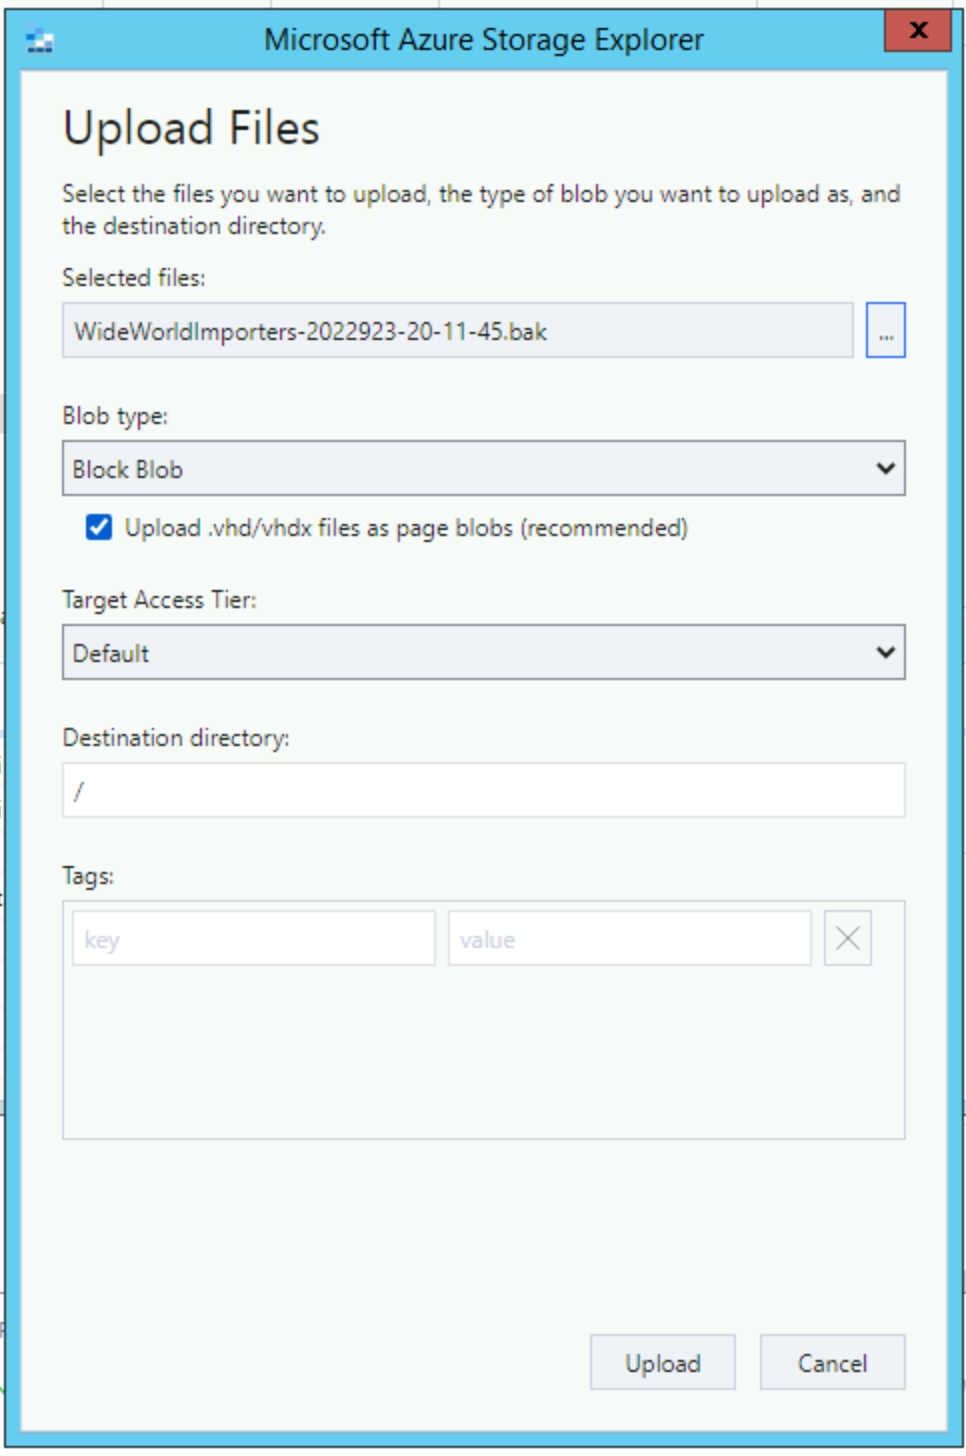 Microsoft Azure Storage Explorer
x
Upload Files
Select the files you want to upload, the type of blob you want to upload as, and
the destination directory.
Selected files:
WideWorldImporters-2022923-20-11-45.bak
...
Blob type:
Block Blob
Upload .vhd/vhdx files as page blobs (recommended)
Target Access Tier:
Default
Destination directory:
/
Tags:
key value
Upload Cancel